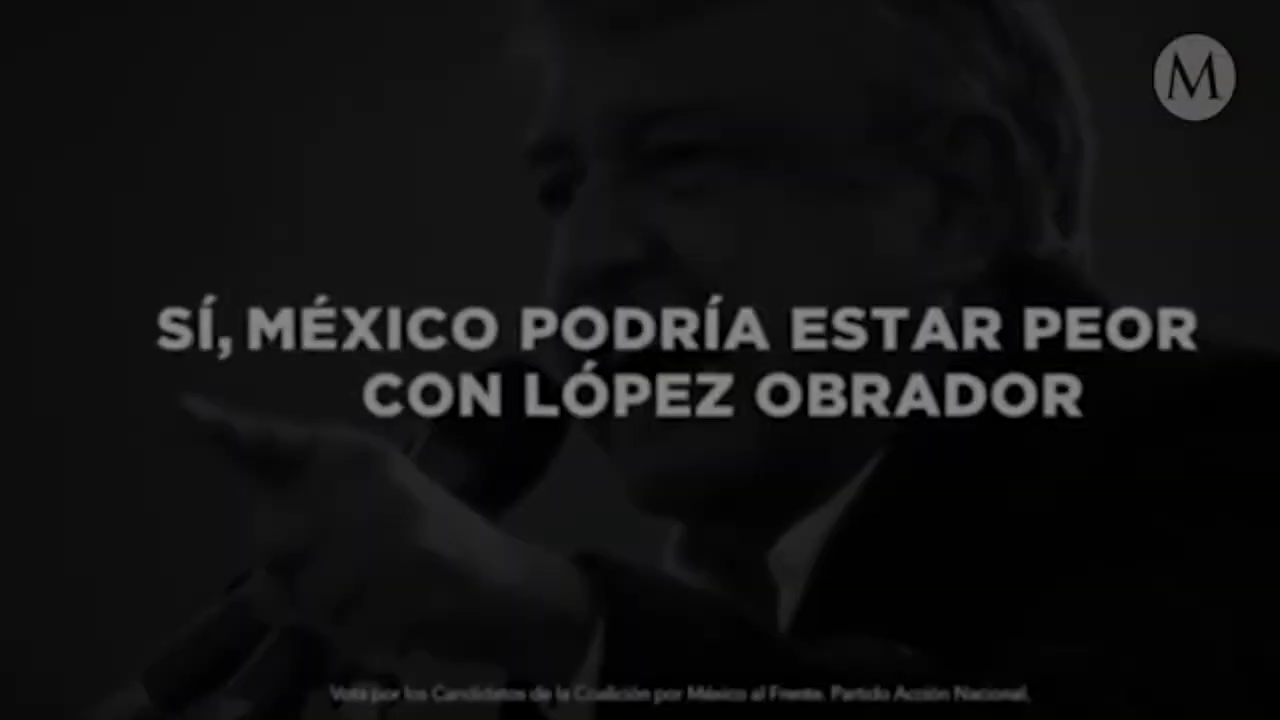 M
SÍ, MÉXICO PODRÍA ESTAR PEOR
CON LÓPEZ OBRADOR
Vota por los Candidatos de la Coalición por México al Frente. Partido Acción Nacional.